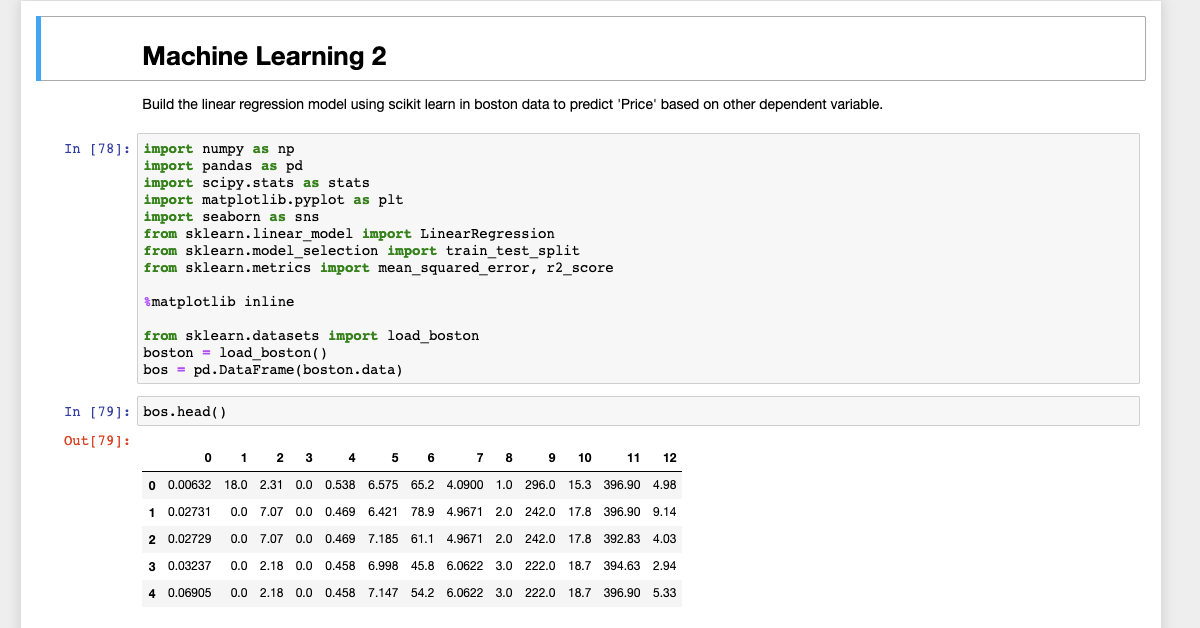 Machine Learning 2
Build the linear regression model using scikit learn in boston data to predict 'Price' based on other dependent variable.
In [78]:
import numpy as np
import pandas as pd
import scipy.stats as stats
import matplotlib.pyplot as plt
import seaborn as sns
from sklearn.linear_model import LinearRegression
from sklearn.model_selection import train_test_split
from sklearn.metrics import mean_squared_error, r2_score
%matplotlib inline
from sklearn.datasets import load_boston
boston = load_boston()
bos = pd.DataFrame(boston.data)
In [79]: bos.head()
Out[79]:
0 1 2 3 4 5 6 7 8 9 10 11 12
0 0.00632 18.0 2.31 0.0 0.538 6.575 65.2 4.0900 1.0 296.0 15.3 396.90 4.98
1 0.02731 0.0 7.07 0.0 0.469 6.421 78.9 4.9671 2.0 242.0 17.8 396.90 9.14
2 0.02729 0.0 7.07 0.0 0.469 7.185 61.1 4.9671 2.0 242.0 17.8 392.83 4.03
3 0.03237 0.0 2.18 0.0 0.458 6.998 45.8 6.0622 3.0 222.0 18.7 394.63 2.94
4 0.06905 0.0 2.18 0.0 0.458 7.147 54.2 6.0622 3.0 222.0 18.7 396.90 5.33